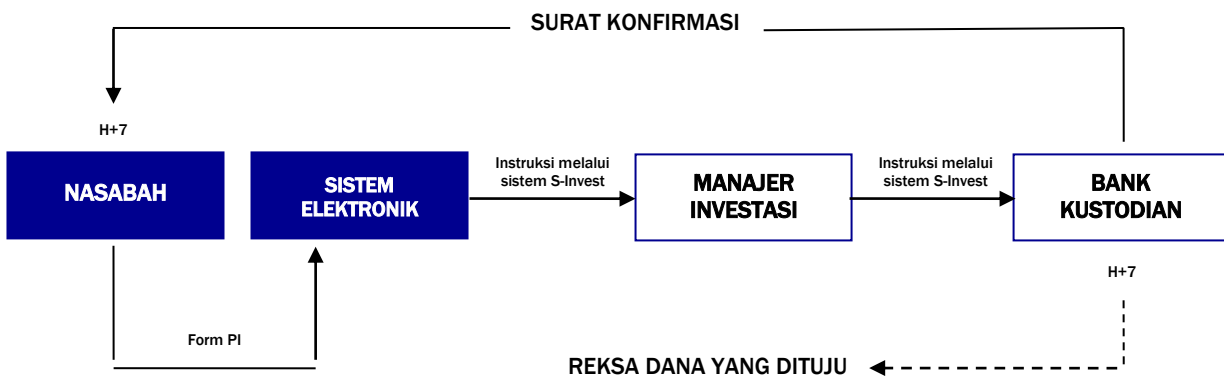 SURAT KONFIRMASI
H+7
NASABAH
SISTEM
ELEKTRONIK
Instruksi melalui
sistem S-Invest
MANAJER
INVESTASI
Instruksi melalui
sistem S-Invest
BANK
KUSTODIAN
H+7
Form PI
REKSA DANA YANG DITUJU